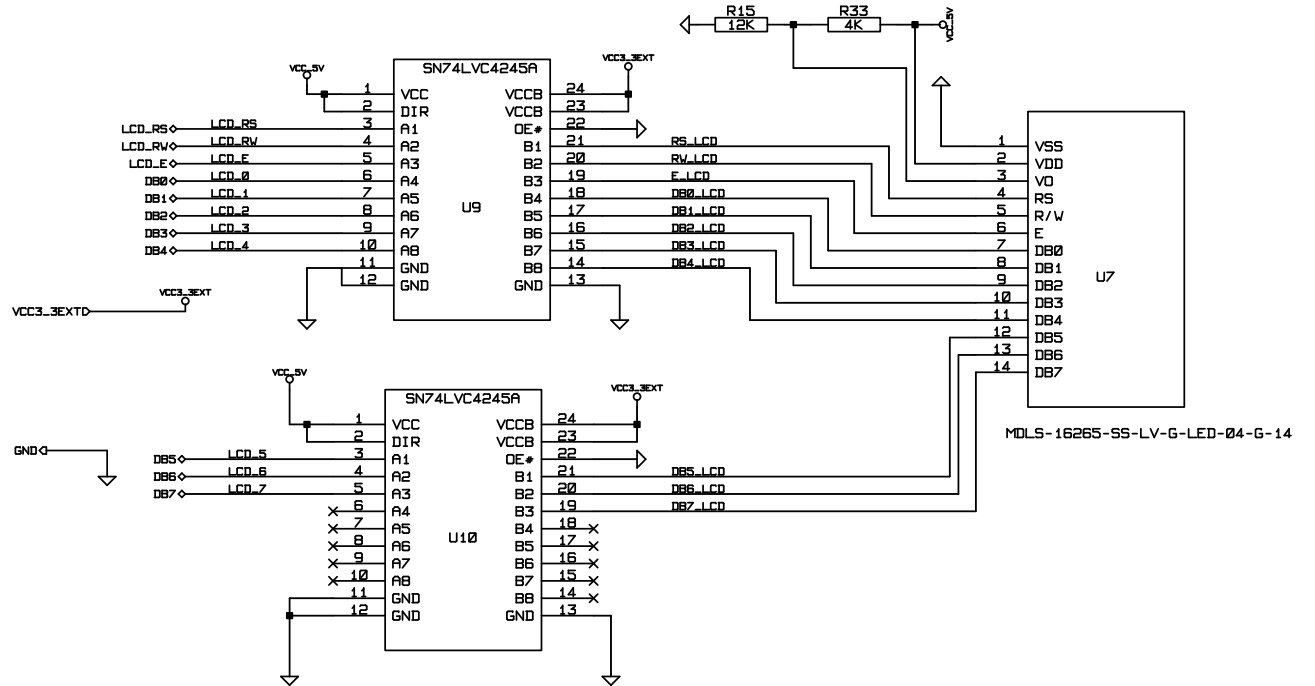 R15
12K
R33
4K
VCC_5V
VCC_5V
SN74LVC4245A
VCC3_3EXT
1 VCC VCCB 24
2 DIR VCCB 23
LCD_RS LCD_RS 3 A1 OE# 22
LCD_RW LCD_RW 4 A2 B1 21 RS_LCD
LCD_E LCD_E 5 A3 B2 20 RW_LCD
DB0 LCD_0 6 A4 B3 19 E_LCD
DB1 LCD_1 7 A5 B4 18 DB0_LCD
DB2 LCD_2 8 A6 B5 17 DB1_LCD
DB3 LCD_3 9 A7 B6 16 DB2_LCD
DB4 LCD_4 10 A8 B7 15 DB3_LCD
11 GND B8 14 DB4_LCD
12 GND GND 13
U9
1 VSS
2 VDD
3 VO
4 RS
5 R/W
6 E
7 DB0
8 DB1
9 DB2
10 DB3
11 DB4
12 DB5
13 DB6
14 DB7
U7
MDLS-16265-SS-LV-G-LED-04-G-14
VCC3_3EXT
VCC3_3EXT
GND
VCC_5V
SN74LVC4245A
VCC3_3EXT
1 VCC VCCB 24
2 DIR VCCB 23
DB5 LCD_5 3 A1 OE# 22
DB6 LCD_6 4 A2 B1 21 DB5_LCD
DB7 LCD_7 5 A3 B2 20 DB6_LCD
6 A4 B3 19 DB7_LCD
7 A5 B4 18
8 A6 B5 17
9 A7 B6 16
10 A8 B7 15
11 GND B8 14
12 GND GND 13
U10